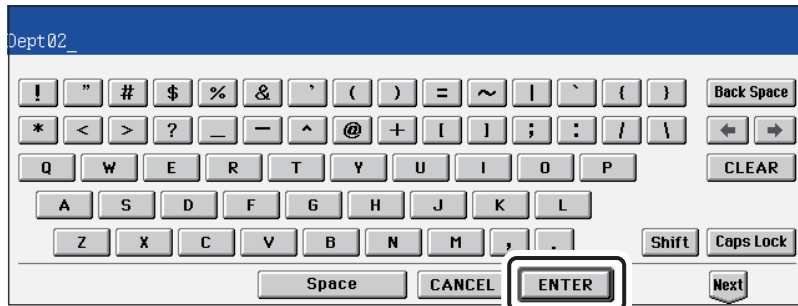 Dept02_
! " # $ % & ' ( ) = ~ | ` { } Back Space
* < > ? _ - ^ @ + [ ] ; : / \ ← →
Q W E R T Y U I O P CLEAR
A S D F G H J K L
Z X C V B N M , . Shift Caps Lock
Space CANCEL ENTER Next